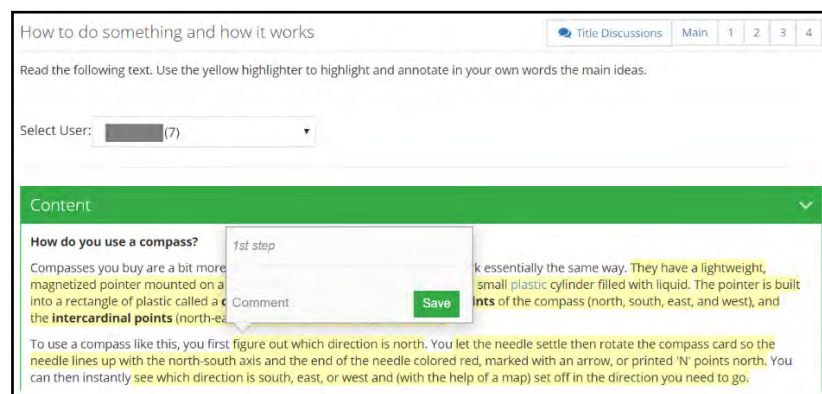 How to do something and how it works
Title Discussions Main 1 2 3 4
Read the following text. Use the yellow highlighter to highlight and annotate in your own words the main ideas.
Select User: (7)
Content
How do you use a compass?
1st step
Compasses you buy are a bit more k essentially the same way. They have a lightweight,
magnetized pointer mounted on a small plastic cylinder filled with liquid. The pointer is built
into a rectangle of plastic called a c Comment Save ints of the compass (north, south, east, and west), and
the intercardinal points (north-ea
To use a compass like this, you first figure out which direction is north. You let the needle settle then rotate the compass card so the
needle lines up with the north-south axis and the end of the needle colored red, marked with an arrow, or printed 'N' points north. You
can then instantly see which direction is south, east, or west and (with the help of a map) set off in the direction you need to go.